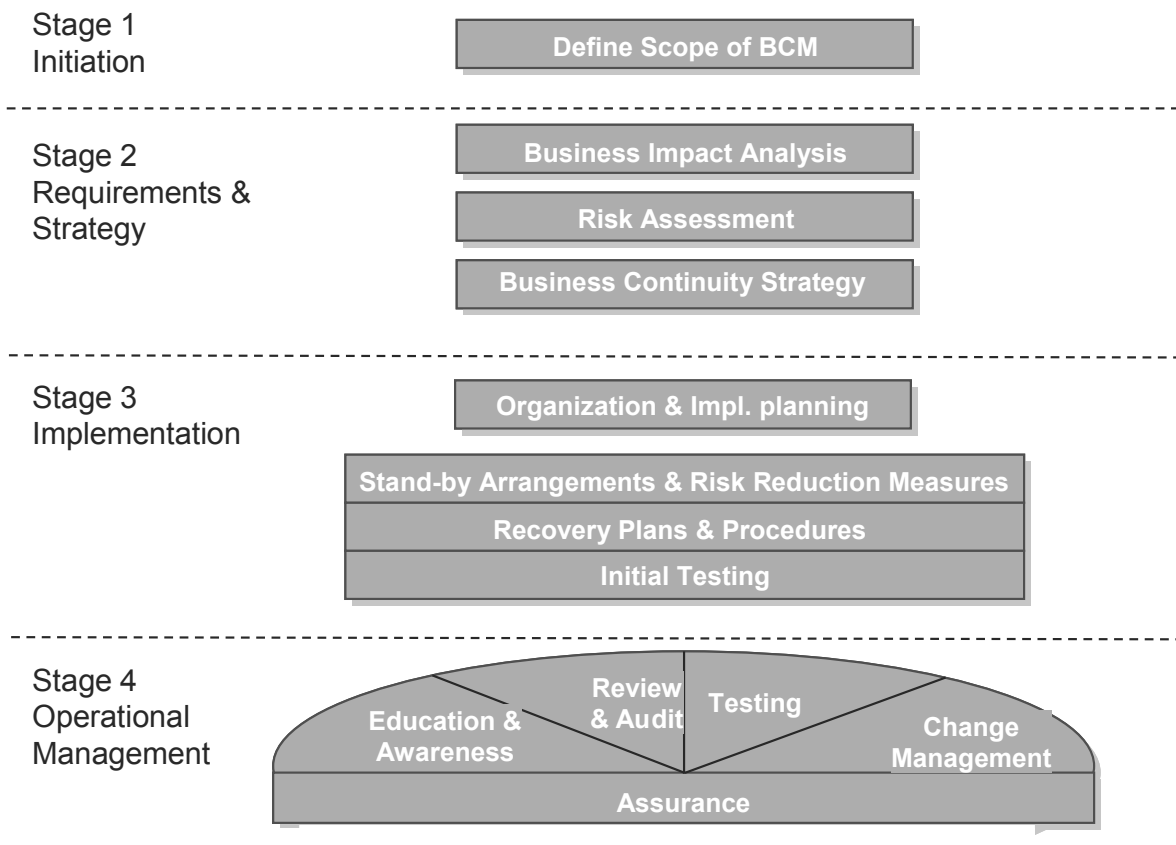 Stage 1
Initiation
Define Scope of BCM
Stage 2
Requirements &
Strategy
Business Impact Analysis
Risk Assessment
Business Continuity Strategy
Stage 3
Implementation
Organization & Impl. planning
Stand-by Arrangements & Risk Reduction Measures
Recovery Plans & Procedures
Initial Testing
Stage 4
Operational
Management
Education &
Awareness
Review
& Audit
Testing
Change
Management
Assurance